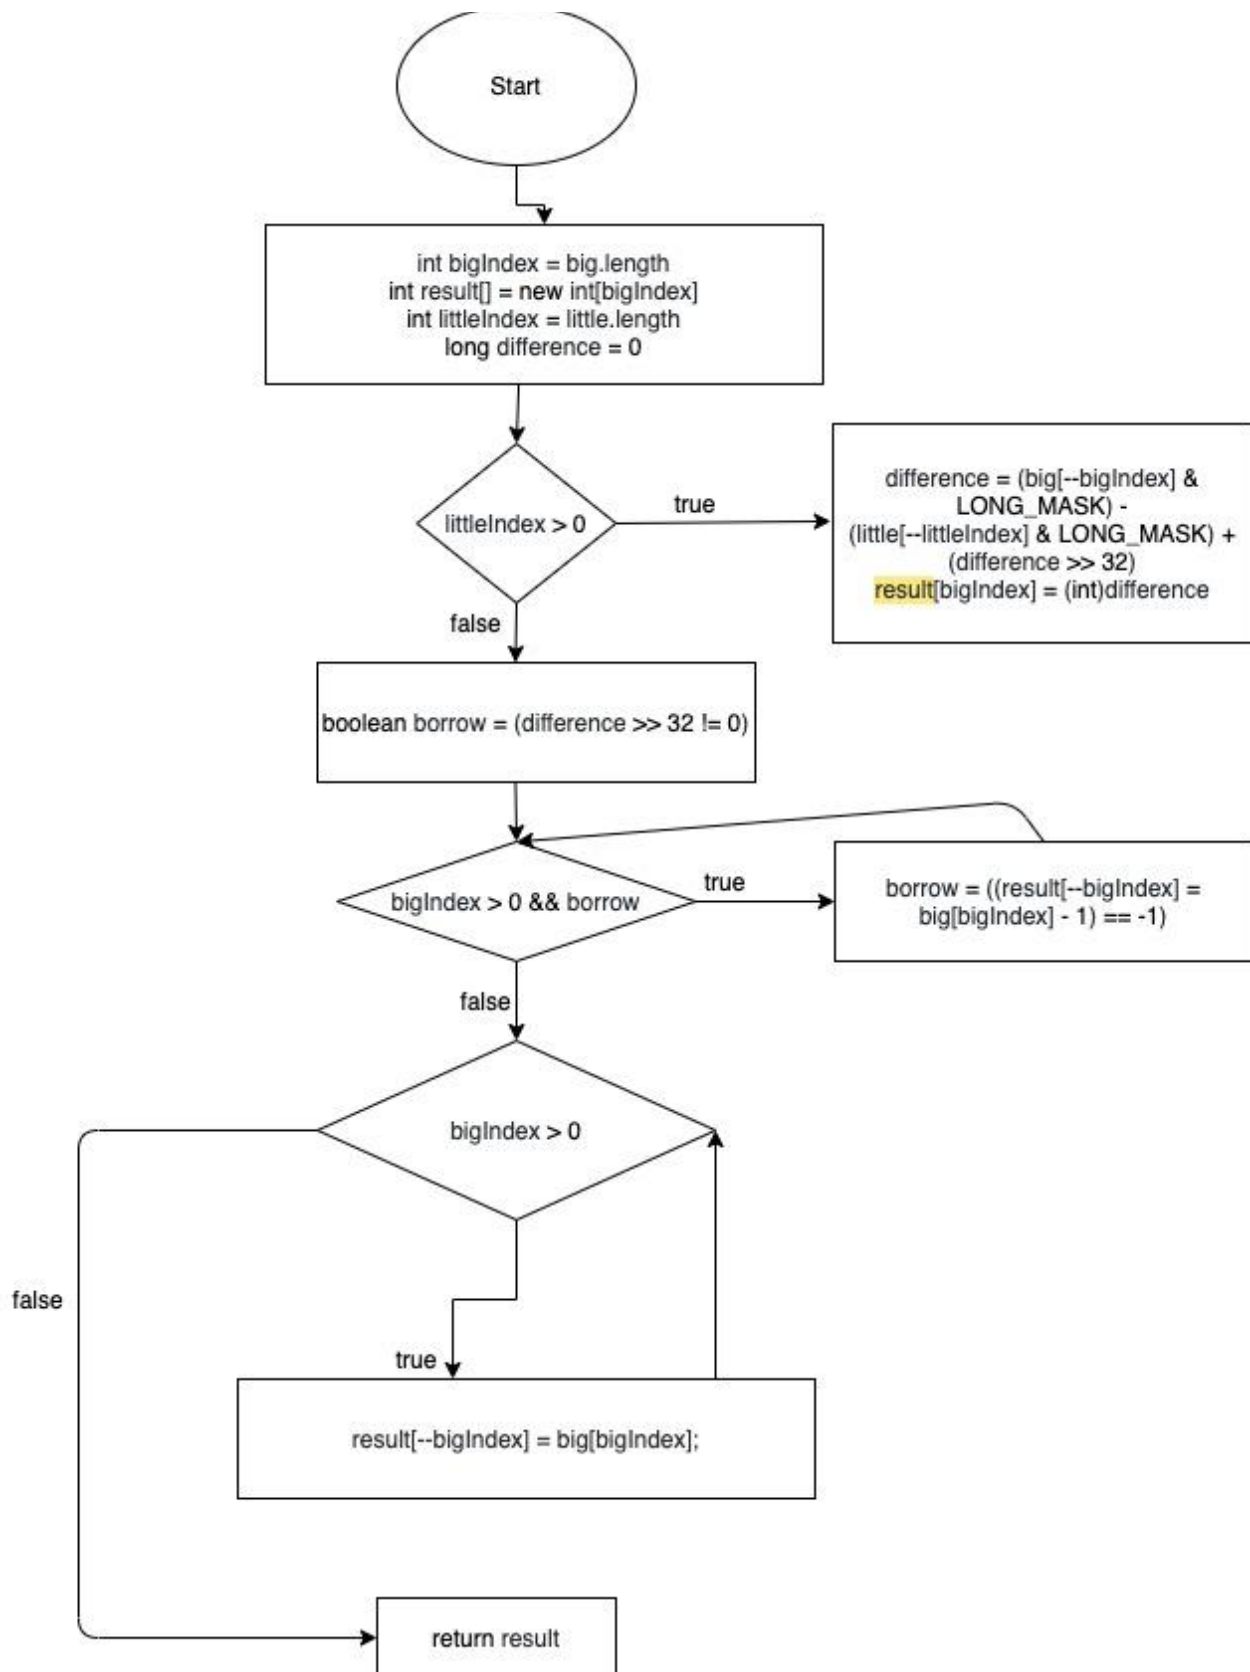 Start
int bigIndex = big.length
int result[] = new int[bigIndex]
int littleIndex = little.length
long difference = 0
littleIndex > 0
true
difference = (big[--bigIndex] &
LONG_MASK) -
(little[--littleIndex] & LONG_MASK) +
(difference >> 32)
result[bigIndex] = (int)difference
false
boolean borrow = (difference >> 32 != 0)
bigIndex > 0 && borrow
true
borrow = ((result[--bigIndex] =
big[bigIndex] - 1) == -1)
false
bigIndex > 0
false
true
result[--bigIndex] = big[bigIndex];
return result